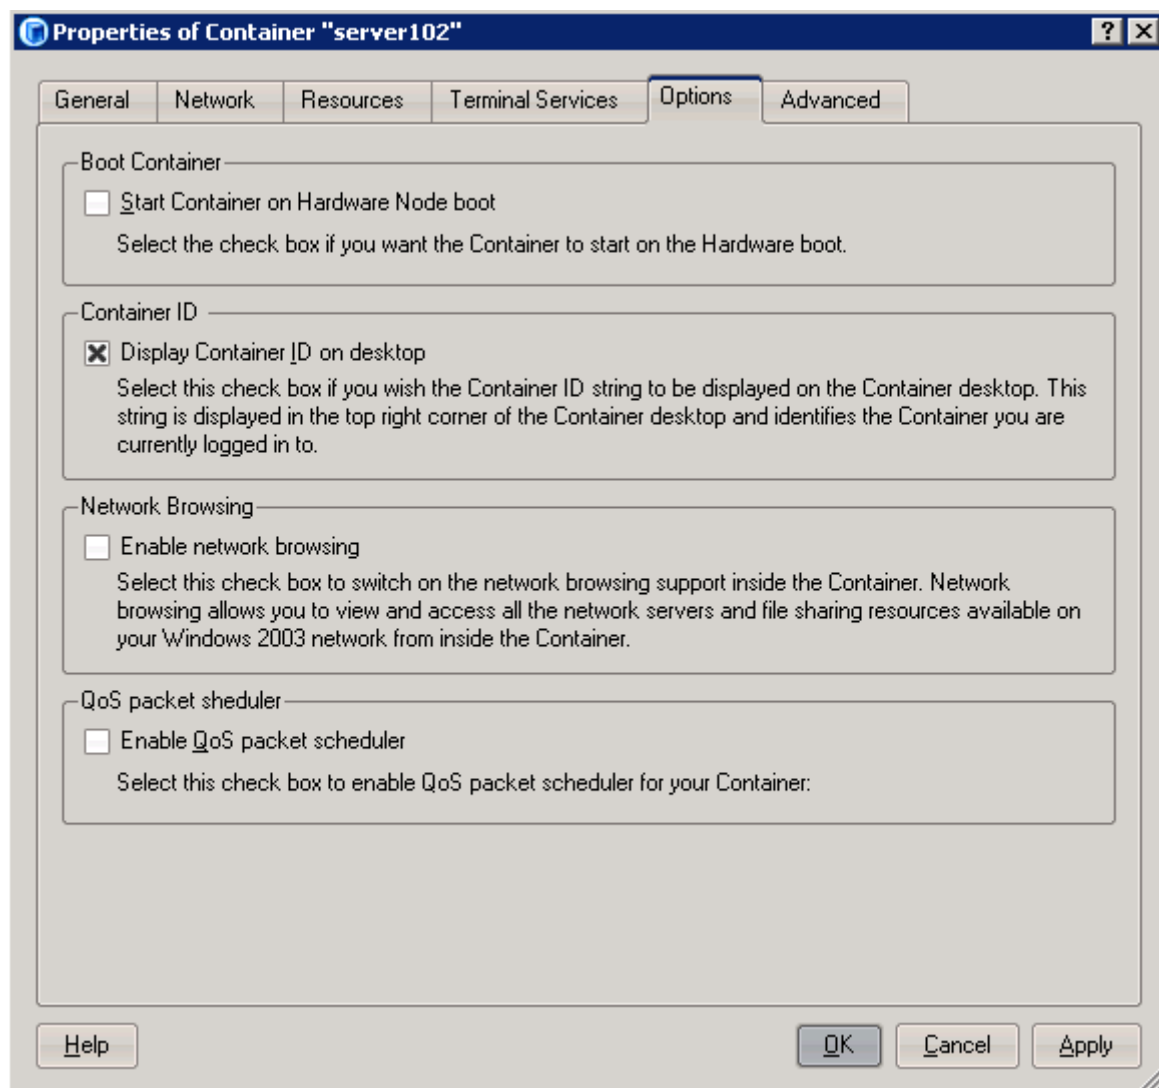 Properties of Container "server102"
General Network Resources Terminal Services Options Advanced
Boot Container
Start Container on Hardware Node boot
Select the check box if you want the Container to start on the Hardware boot.
Container ID
Display Container ID on desktop
Select this check box if you wish the Container ID string to be displayed on the Container desktop. This
string is displayed in the top right corner of the Container desktop and identifies the Container you are
currently logged in to.
Network Browsing
Enable network browsing
Select this check box to switch on the network browsing support inside the Container. Network
browsing allows you to view and access all the network servers and file sharing resources available on
your Windows 2003 network from inside the Container.
QoS packet sheduler
Enable QoS packet scheduler
Select this check box to enable QoS packet scheduler for your Container:
Help OK Cancel Apply